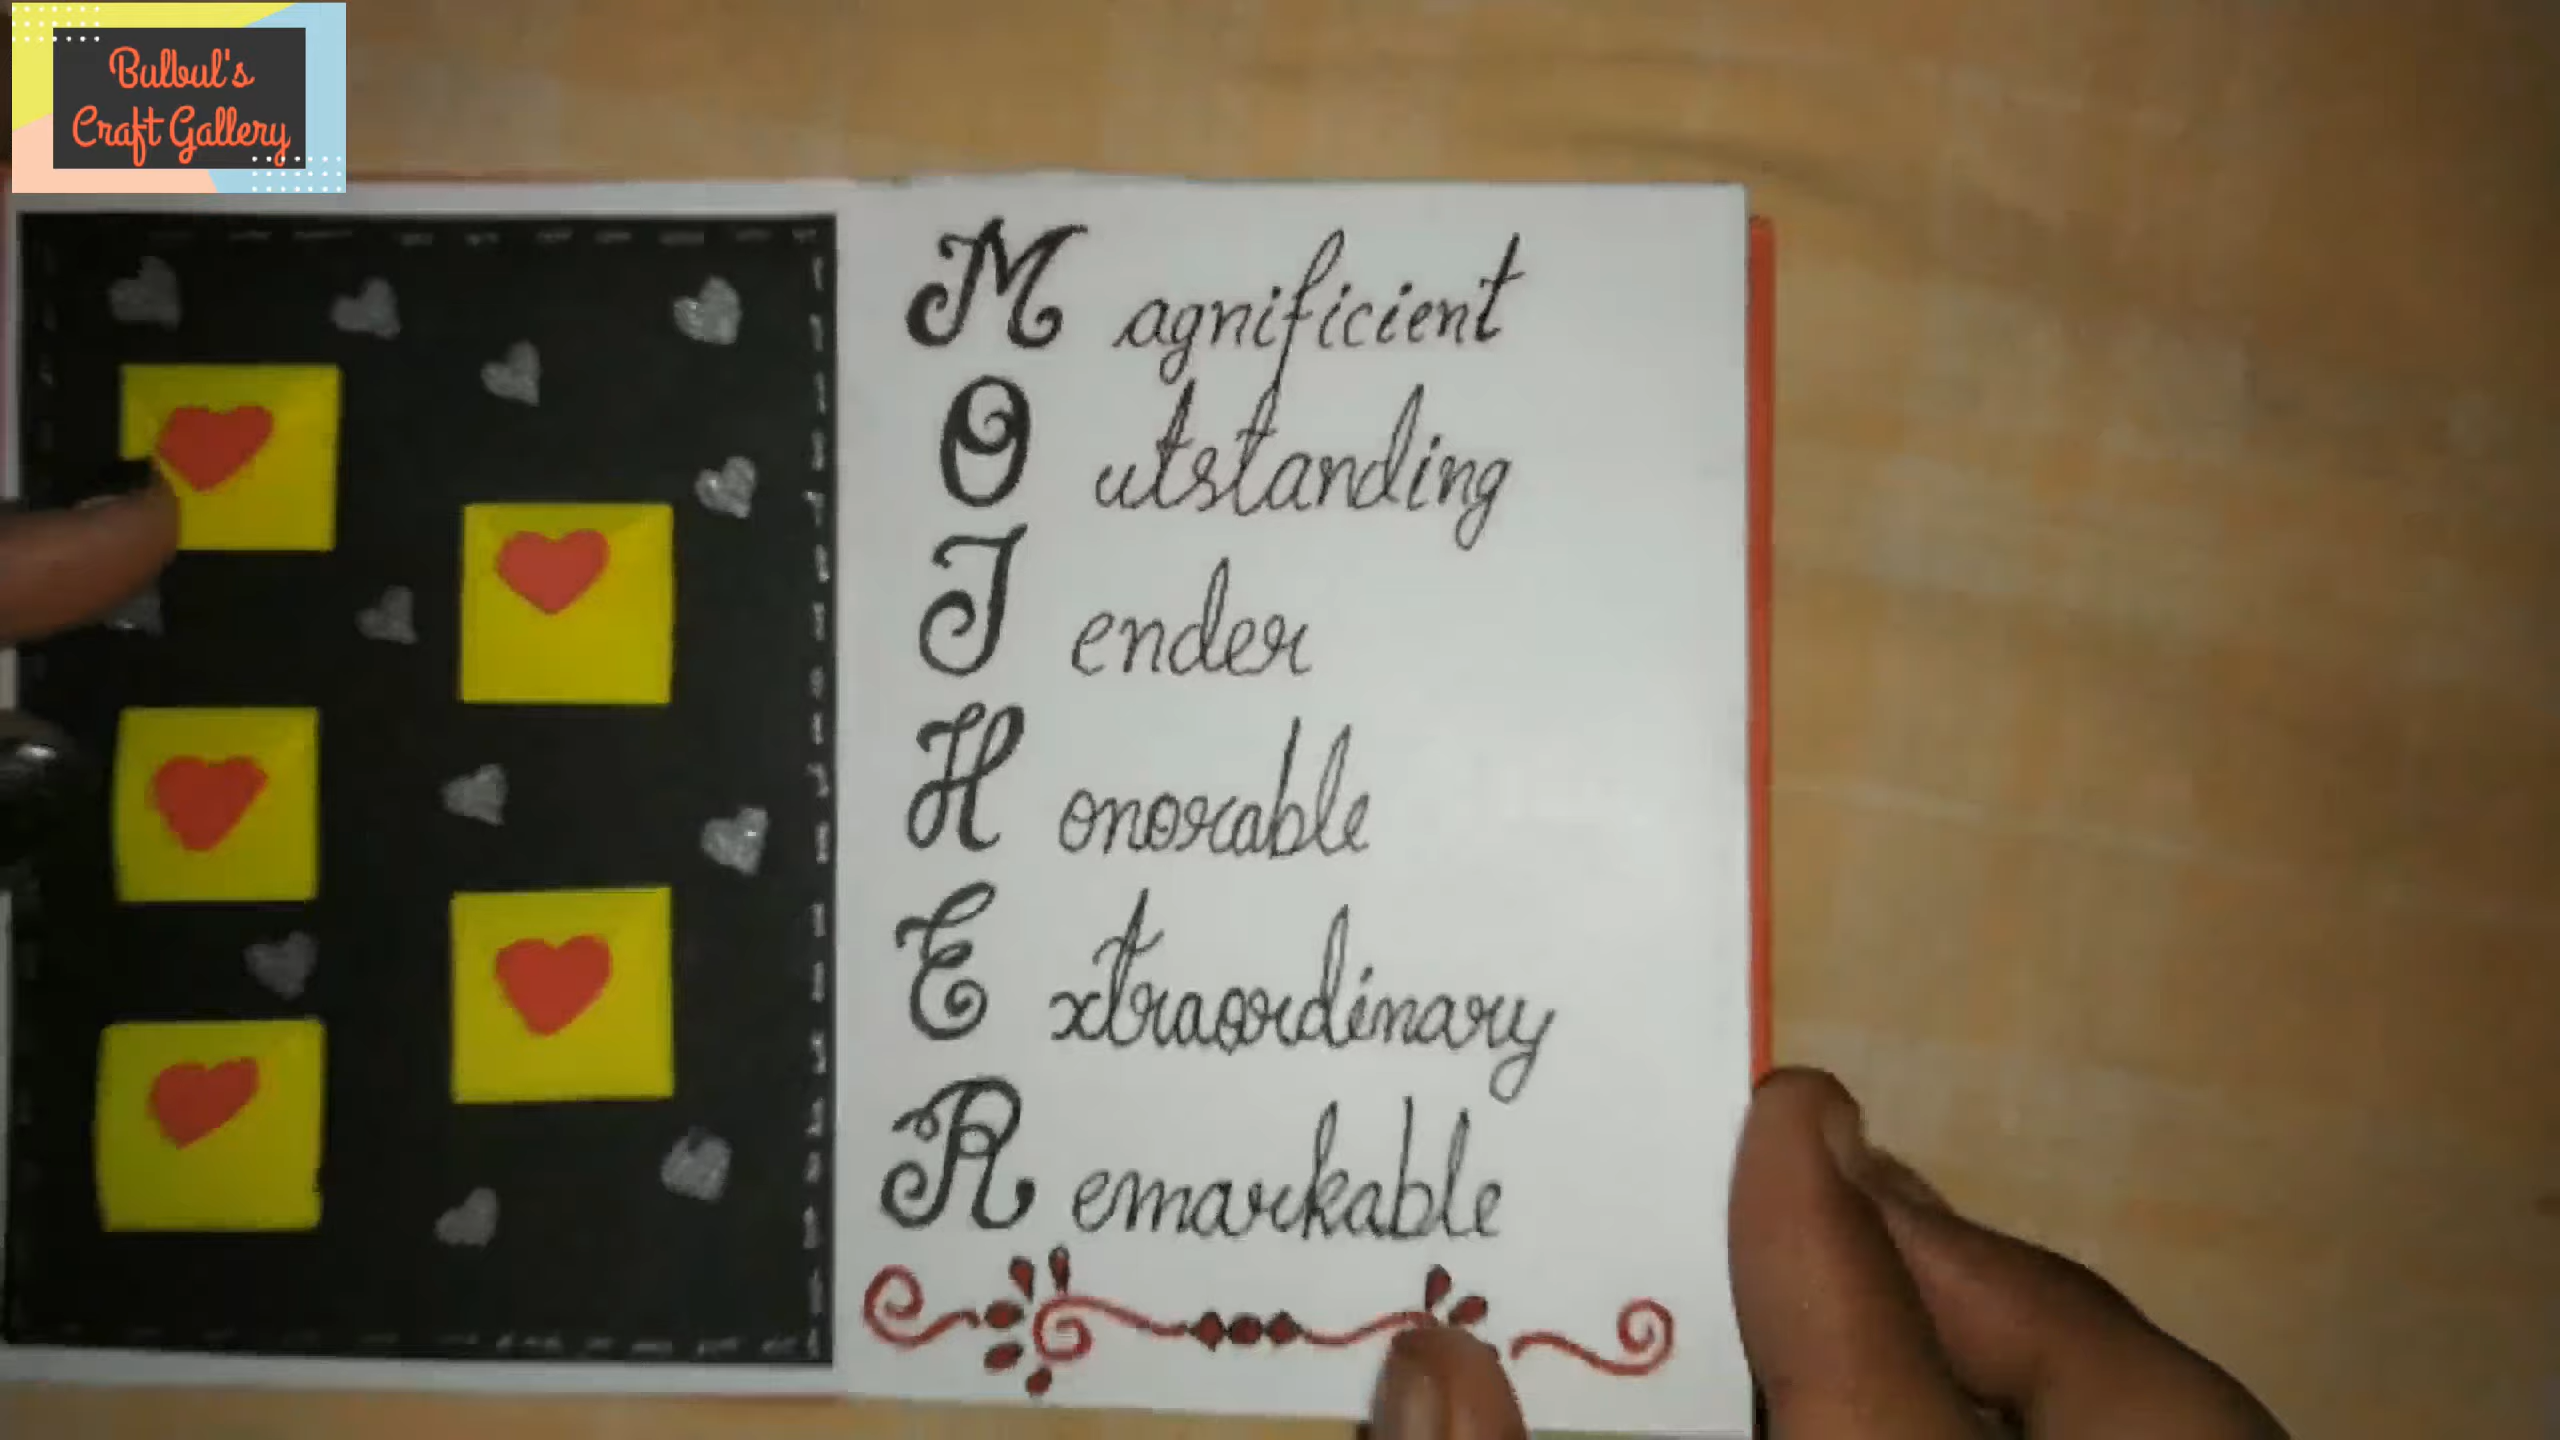 Bulbul's
Craft Gallery
Magnificient
Outstanding
Tender
Honorable
Extraordinary
Remarkable